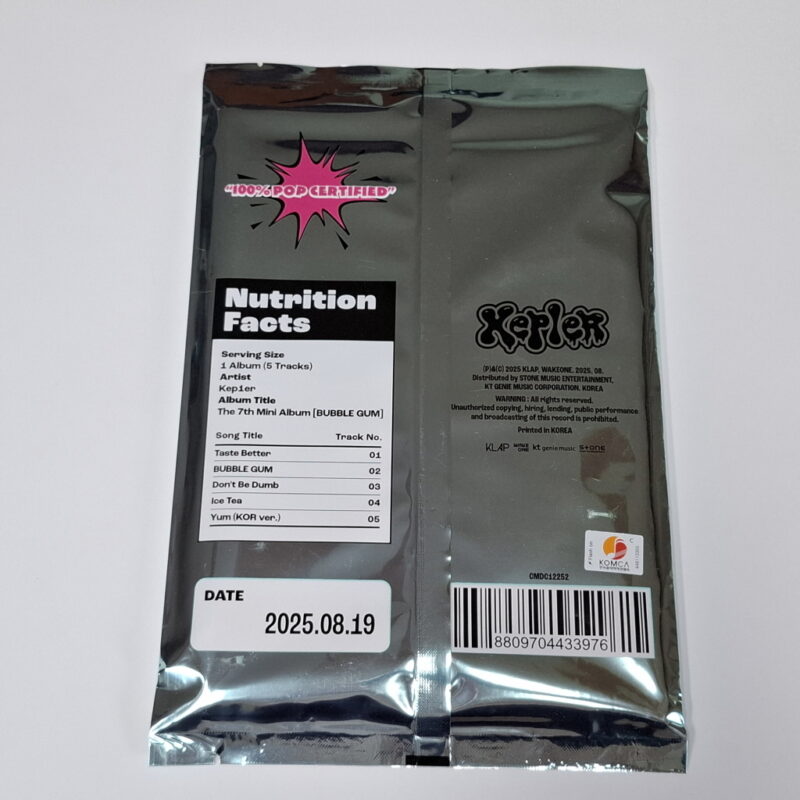 "100% POP CERTIFIED"
Nutrition
Facts
Serving Size
1 Album (5 Tracks)
Artist
Kep1er
Album Title
The 7th Mini Album [BUBBLE GUM]
Song Title Track No.
Taste Better 01
BUBBLE GUM 02
Don't Be Dumb 03
Ice Tea 04
Yum (KOR ver.) 05
DATE
2025.08.19
Kep1er
(P)&(C) 2025 KLAP, WAKEONE. 2025. 08.
Distributed by STONE MUSIC ENTERTAINMENT,
KT GENIE MUSIC CORPORATION. KOREA
WARNING : All rights reserved.
Unauthorized copying, hiring, lending, public performance
and broadcasting of this record is prohibited.
Printed in KOREA
KLAP WAKE ONE kt genie music STONE
KOMCA
CMDC12252
8809704433976